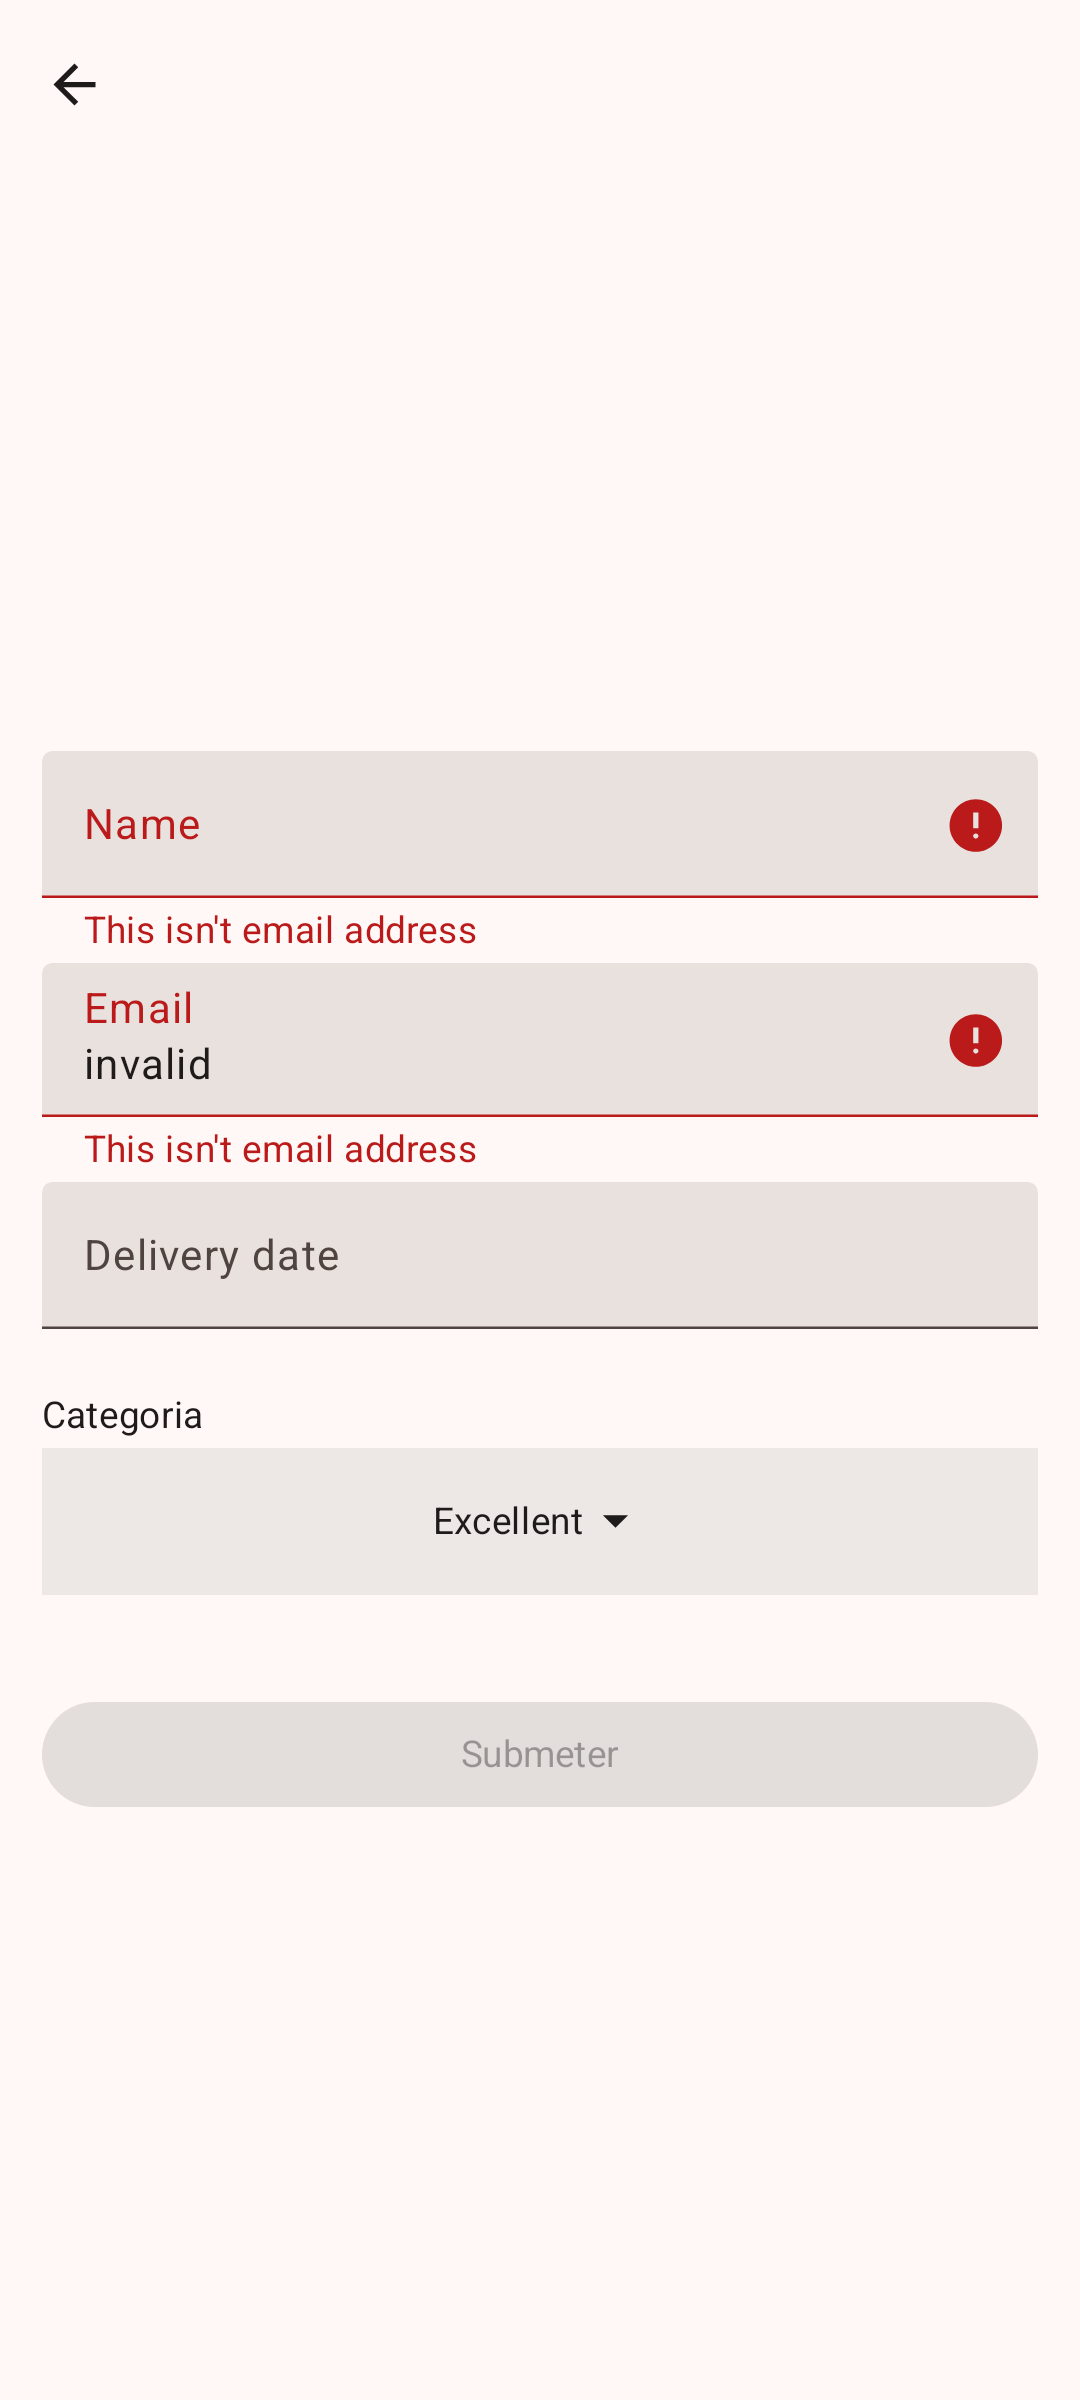 Name
This isn't email address
Email
invalid
This isn't email address
Delivery date
Categoria
Excellent
Submeter